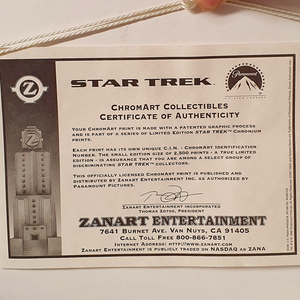 Z
STAR TREK™
Paramount
CHROMART COLLECTIBLES
CERTIFICATE OF AUTHENTICITY
YOUR CHROMART PRINT IS MADE WITH A PATENTED GRAPHIC PROCESS
AND IS PART OF A SERIES OF LIMITED EDITION STAR TREK™ CHROMIUM
PRINTS.
EACH PRINT HAS ITS OWN UNIQUE C.I.N. - CHROMART IDENTIFICATION
NUMBER. THE SMALL EDITION SIZE OF 2,500 PRINTS - A TRUE LIMITED
EDITION - IS ASSURANCE THAT YOU ARE AMONG A SELECT GROUP OF
DISCRIMINATING STAR TREK™ COLLECTORS.
THIS OFFICIALLY LICENSED CHROMART PRINT IS PUBLISHED AND
DISTRIBUTED BY ZANART ENTERTAINMENT INC. AS AUTHORIZED BY
PARAMOUNT PICTURES.
ZANART ENTERTAINMENT INCORPORATED
THOMAS ZOTOS, PRESIDENT
ZANART ENTERTAINMENT
7641 BURNET AVE. VAN NUYS, CA 91405
CALL TOLL FREE 800-866-7851
INTERNET ADDRESS: HTTP://WWW.ZANART.COM
ZANART ENTERTAINMENT IS PUBLICLY TRADED ON NASDAQ AS ZANA